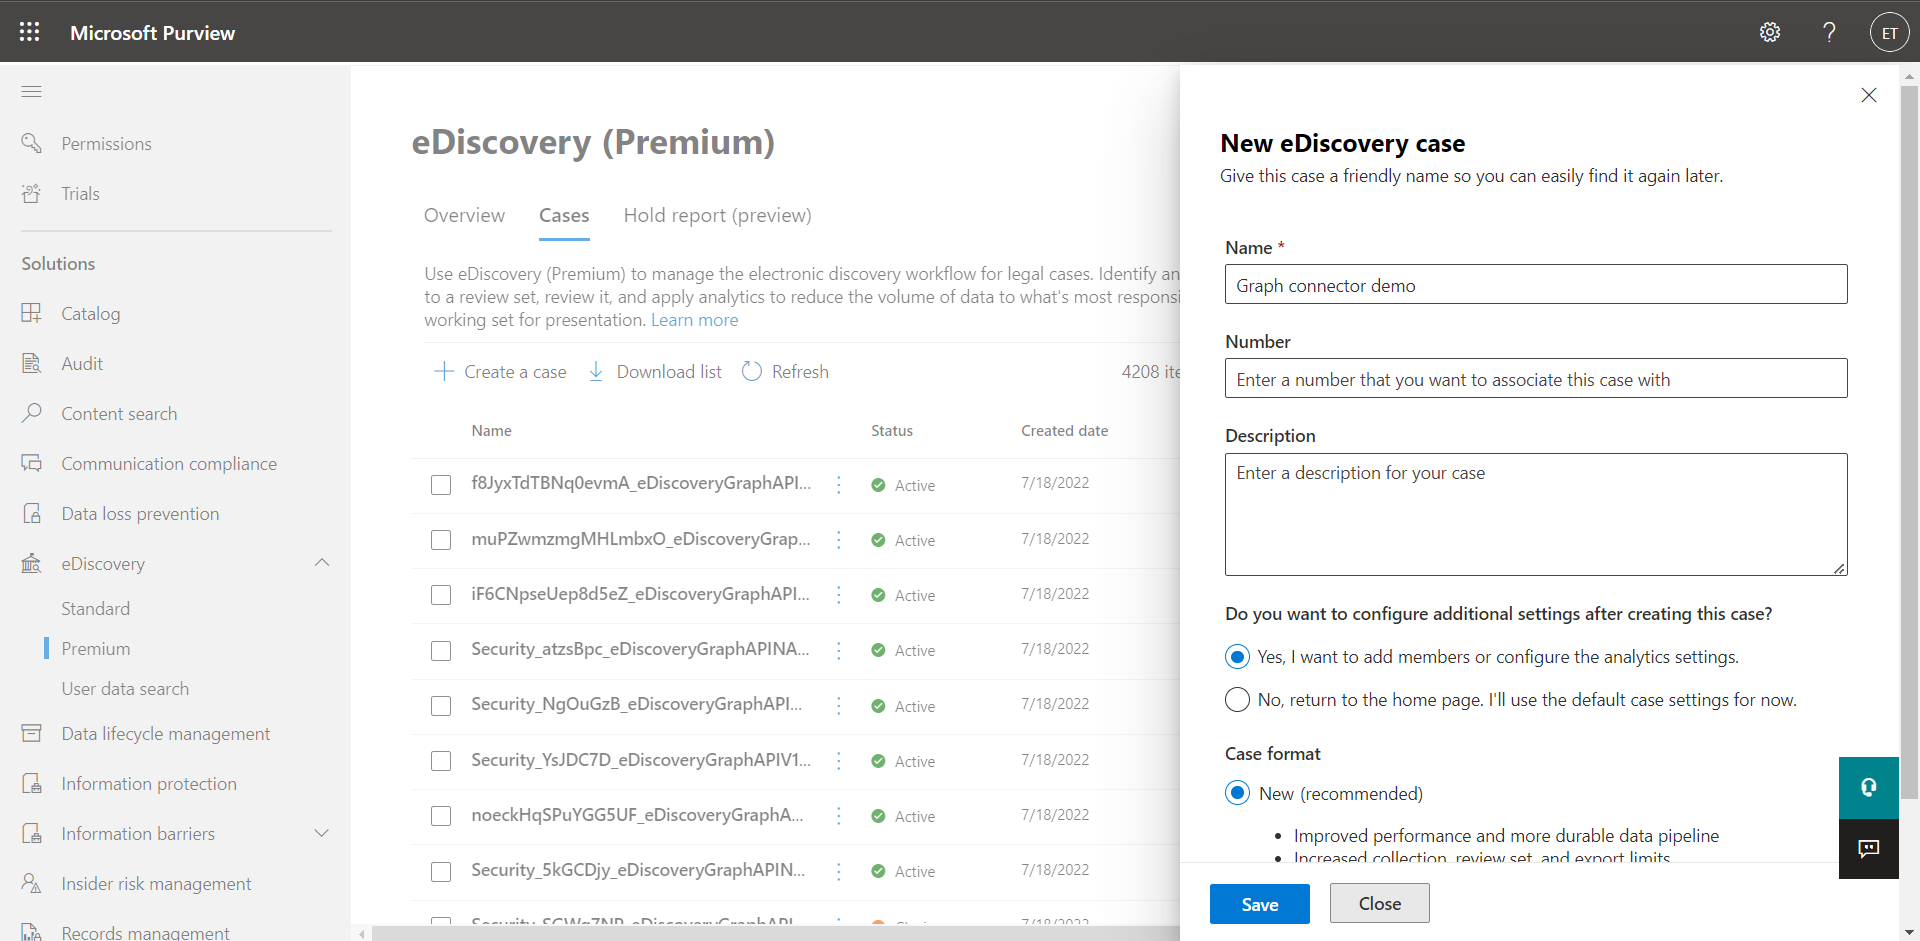 Microsoft Purview
ET
Permissions
Trials
Solutions
Catalog
Audit
Content search
Communication compliance
Data loss prevention
eDiscovery
Standard
Premium
User data search
Data lifecycle management
Information protection
Information barriers
Insider risk management
Records management
eDiscovery (Premium)
Overview Cases Hold report (preview)
Use eDiscovery (Premium) to manage the electronic discovery workflow for legal cases. Identify an
to a review set, review it, and apply analytics to reduce the volume of data to what's most responsi
working set for presentation. Learn more
Create a case Download list Refresh 4208 ite
Name Status Created date
f8JyxTdTBNq0evmA_eDiscoveryGraphAPI... Active 7/18/2022
muPZwmzmgMHLmbxO_eDiscoveryGrap... Active 7/18/2022
iF6CNpseUep8d5eZ_eDiscoveryGraphAPI... Active 7/18/2022
Security_atzsBpc_eDiscoveryGraphAPINA... Active 7/18/2022
Security_NgOuGzB_eDiscoveryGraphAPI... Active 7/18/2022
Security_YsJDC7D_eDiscoveryGraphAPIV1... Active 7/18/2022
noeckHqSPuYGG5UF_eDiscoveryGraphA... Active 7/18/2022
Security_5kGCDjy_eDiscoveryGraphAPIN... Active 7/18/2022
New eDiscovery case
Give this case a friendly name so you can easily find it again later.
Name *
Graph connector demo
Number
Enter a number that you want to associate this case with
Description
Enter a description for your case
Do you want to configure additional settings after creating this case?
Yes, I want to add members or configure the analytics settings.
No, return to the home page. I'll use the default case settings for now.
Case format
New (recommended)
• Improved performance and more durable data pipeline
• Increased collection, review set, and export limits
Save Close